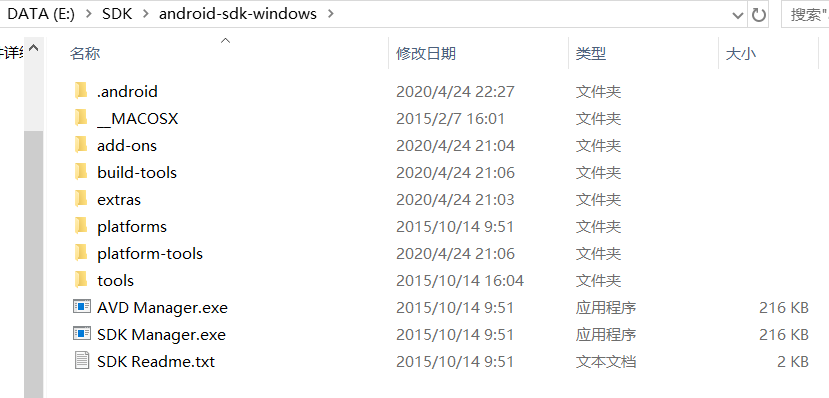 DATA (E:) > SDK > android-sdk-windows > 搜索"
件详细 名称 修改日期 类型 大小
.android 2020/4/24 22:27 文件夹
__MACOSX 2015/2/7 16:01 文件夹
add-ons 2020/4/24 21:04 文件夹
build-tools 2020/4/24 21:06 文件夹
extras 2020/4/24 21:03 文件夹
platforms 2015/10/14 9:51 文件夹
platform-tools 2020/4/24 21:06 文件夹
tools 2015/10/14 16:04 文件夹
AVD Manager.exe 2015/10/14 9:51 应用程序 216 KB
SDK Manager.exe 2015/10/14 9:51 应用程序 216 KB
SDK Readme.txt 2015/10/14 9:51 文本文档 2 KB